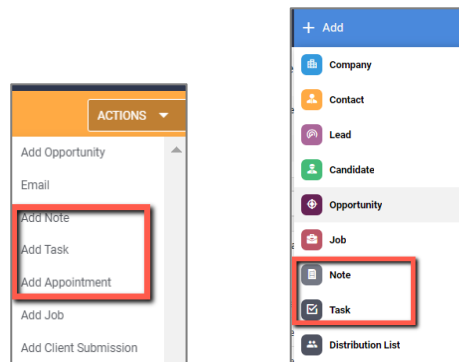 ACTIONS
Add Opportunity
Email
Add Note
Add Task
Add Appointment
Add Job
Add Client Submission
+ Add
Company
Contact
Lead
Candidate
Opportunity
Job
Note
Task
Distribution List